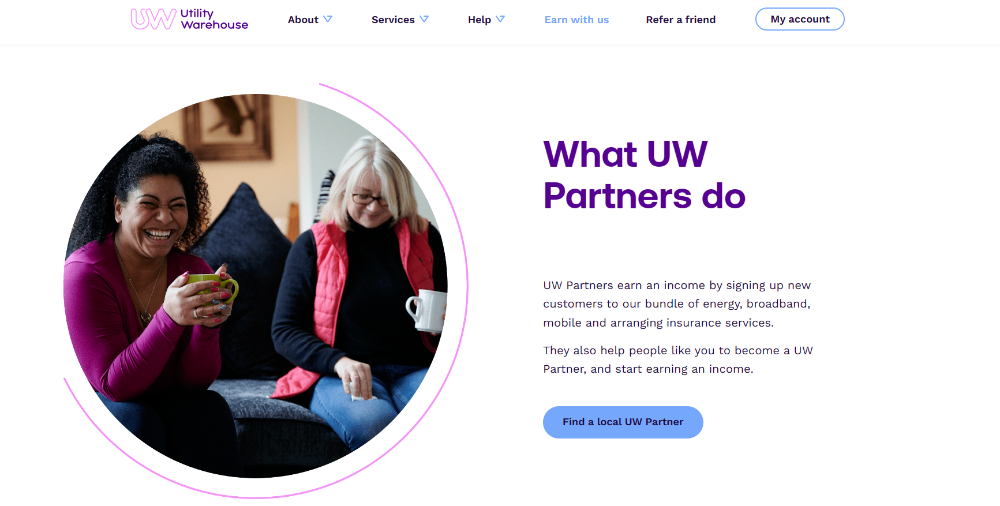 UW Utility
Warehouse
About
Services
Help
Earn with us
Refer a friend
My account
What UW
Partners do
UW Partners earn an income by signing up new
customers to our bundle of energy, broadband,
mobile and arranging insurance services.
They also help people like you to become a UW
Partner, and start earning an income.
Find a local UW Partner